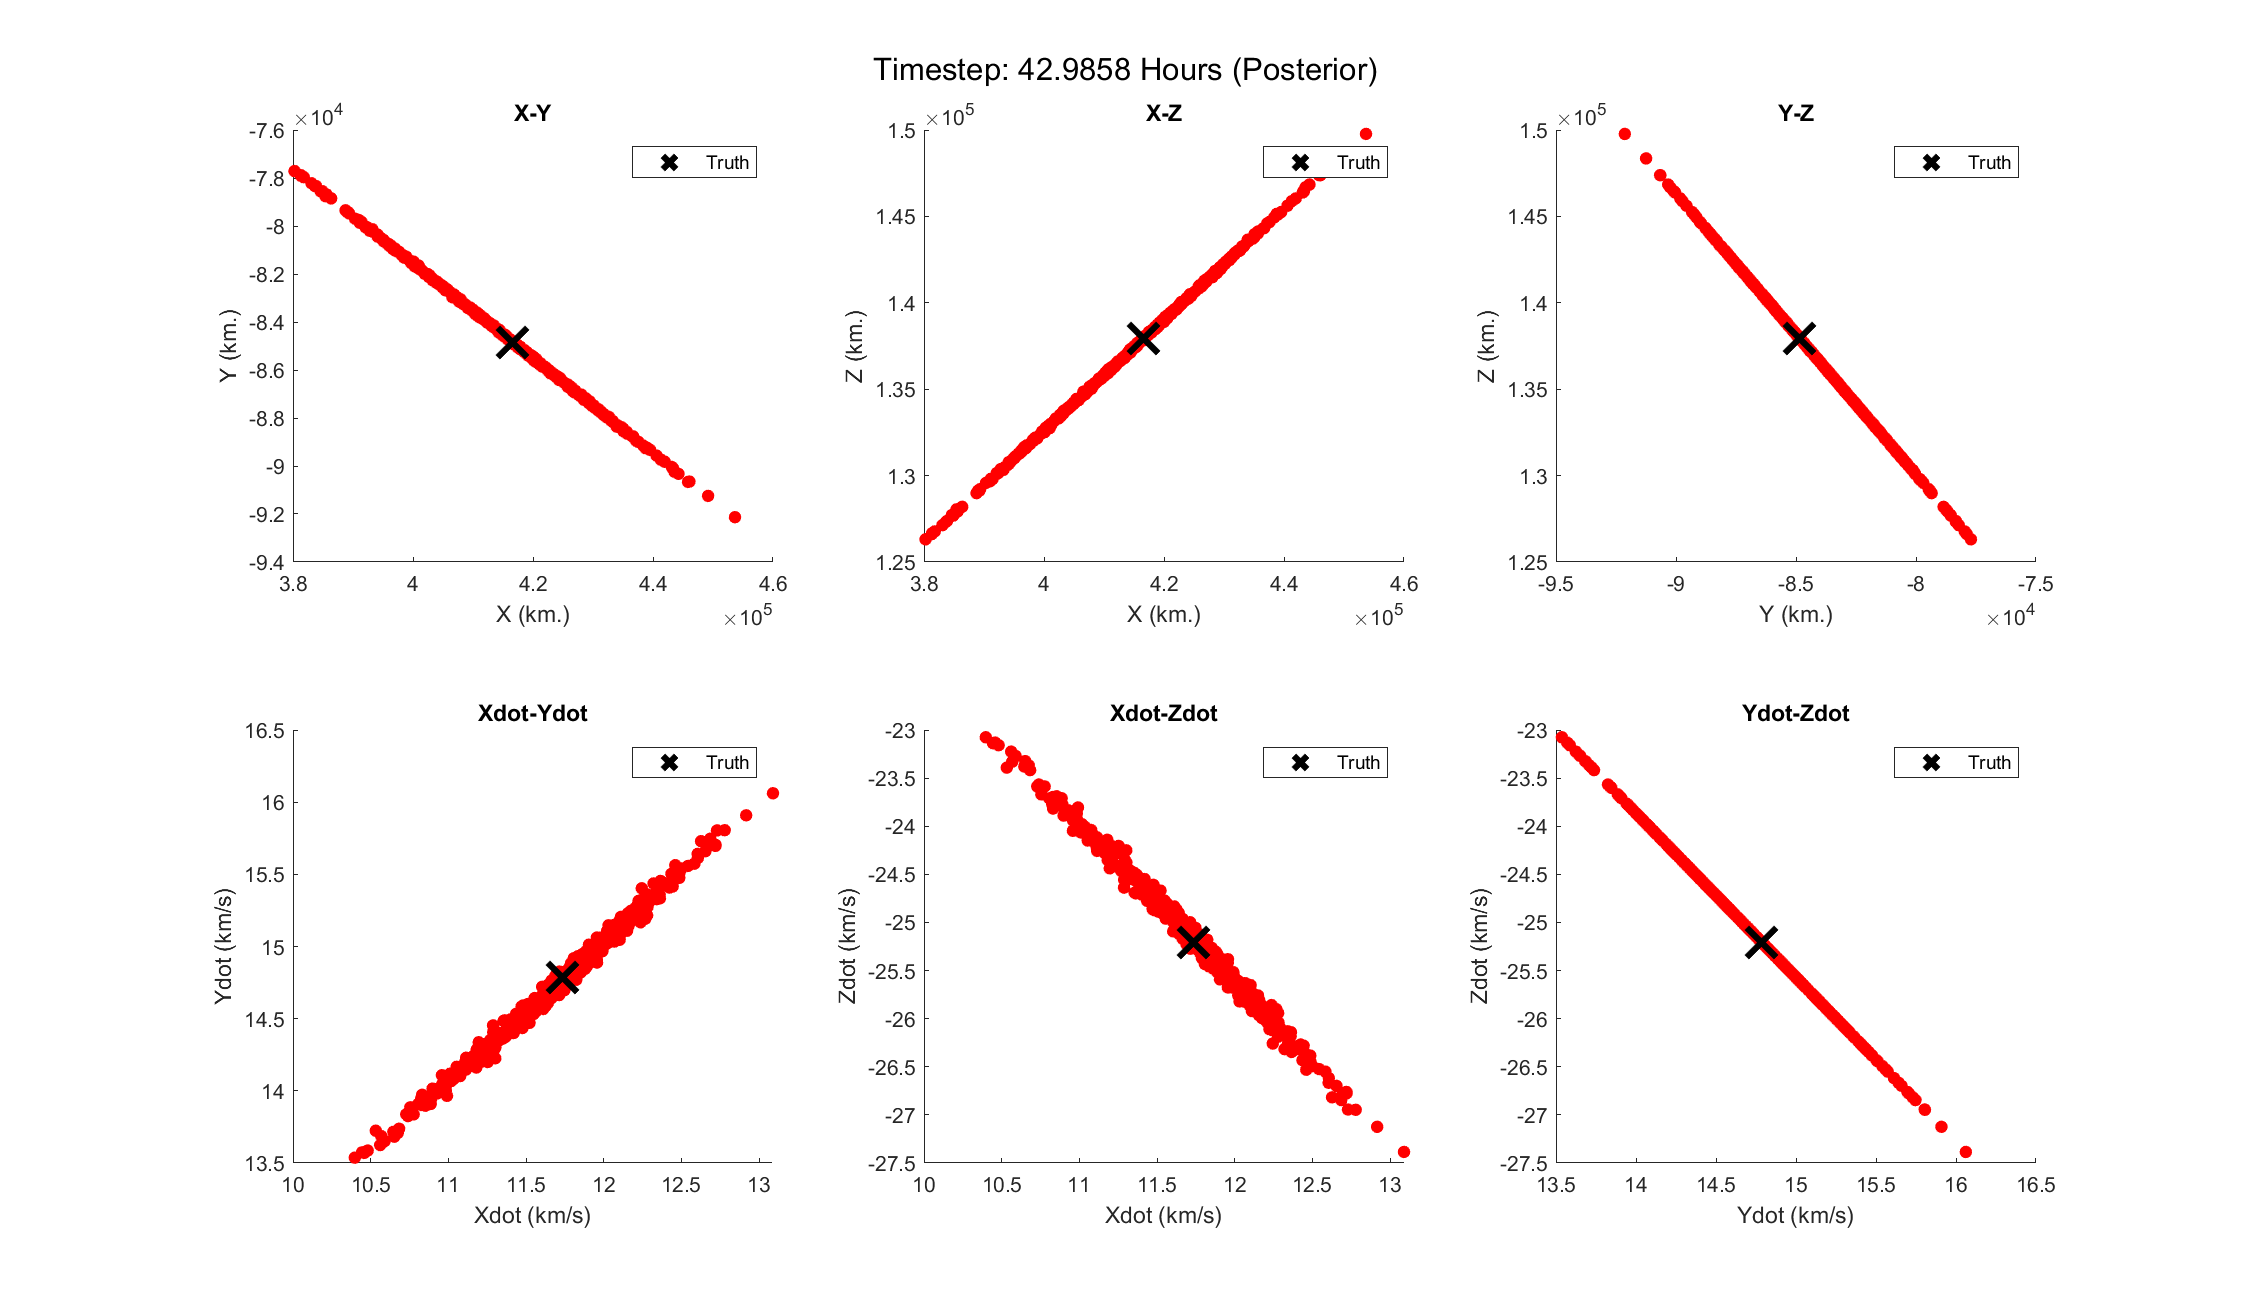 Timestep: 42.9858 Hours (Posterior)
X-Y
×10^4
-7.6
-7.8
-8
-8.2
-8.4
-8.6
-8.8
-9
-9.2
-9.4
Y (km.)
Truth
3.8 4 4.2 4.4 4.6
X (km.)
×10^5
X-Z
×10^5
1.5
1.45
1.4
1.35
1.3
1.25
Z (km.)
Truth
3.8 4 4.2 4.4 4.6
X (km.)
×10^5
Y-Z
×10^5
1.5
1.45
1.4
1.35
1.3
1.25
Z (km.)
Truth
-9.5 -9 -8.5 -8 -7.5
Y (km.)
×10^4
Xdot-Ydot
16.5
16
15.5
15
14.5
14
13.5
Ydot (km/s)
Truth
10 10.5 11 11.5 12 12.5 13
Xdot (km/s)
Xdot-Zdot
-23
-23.5
-24
-24.5
-25
-25.5
-26
-26.5
-27
-27.5
Zdot (km/s)
Truth
10 10.5 11 11.5 12 12.5 13
Xdot (km/s)
Ydot-Zdot
-23
-23.5
-24
-24.5
-25
-25.5
-26
-26.5
-27
-27.5
Zdot (km/s)
Truth
13.5 14 14.5 15 15.5 16 16.5
Ydot (km/s)